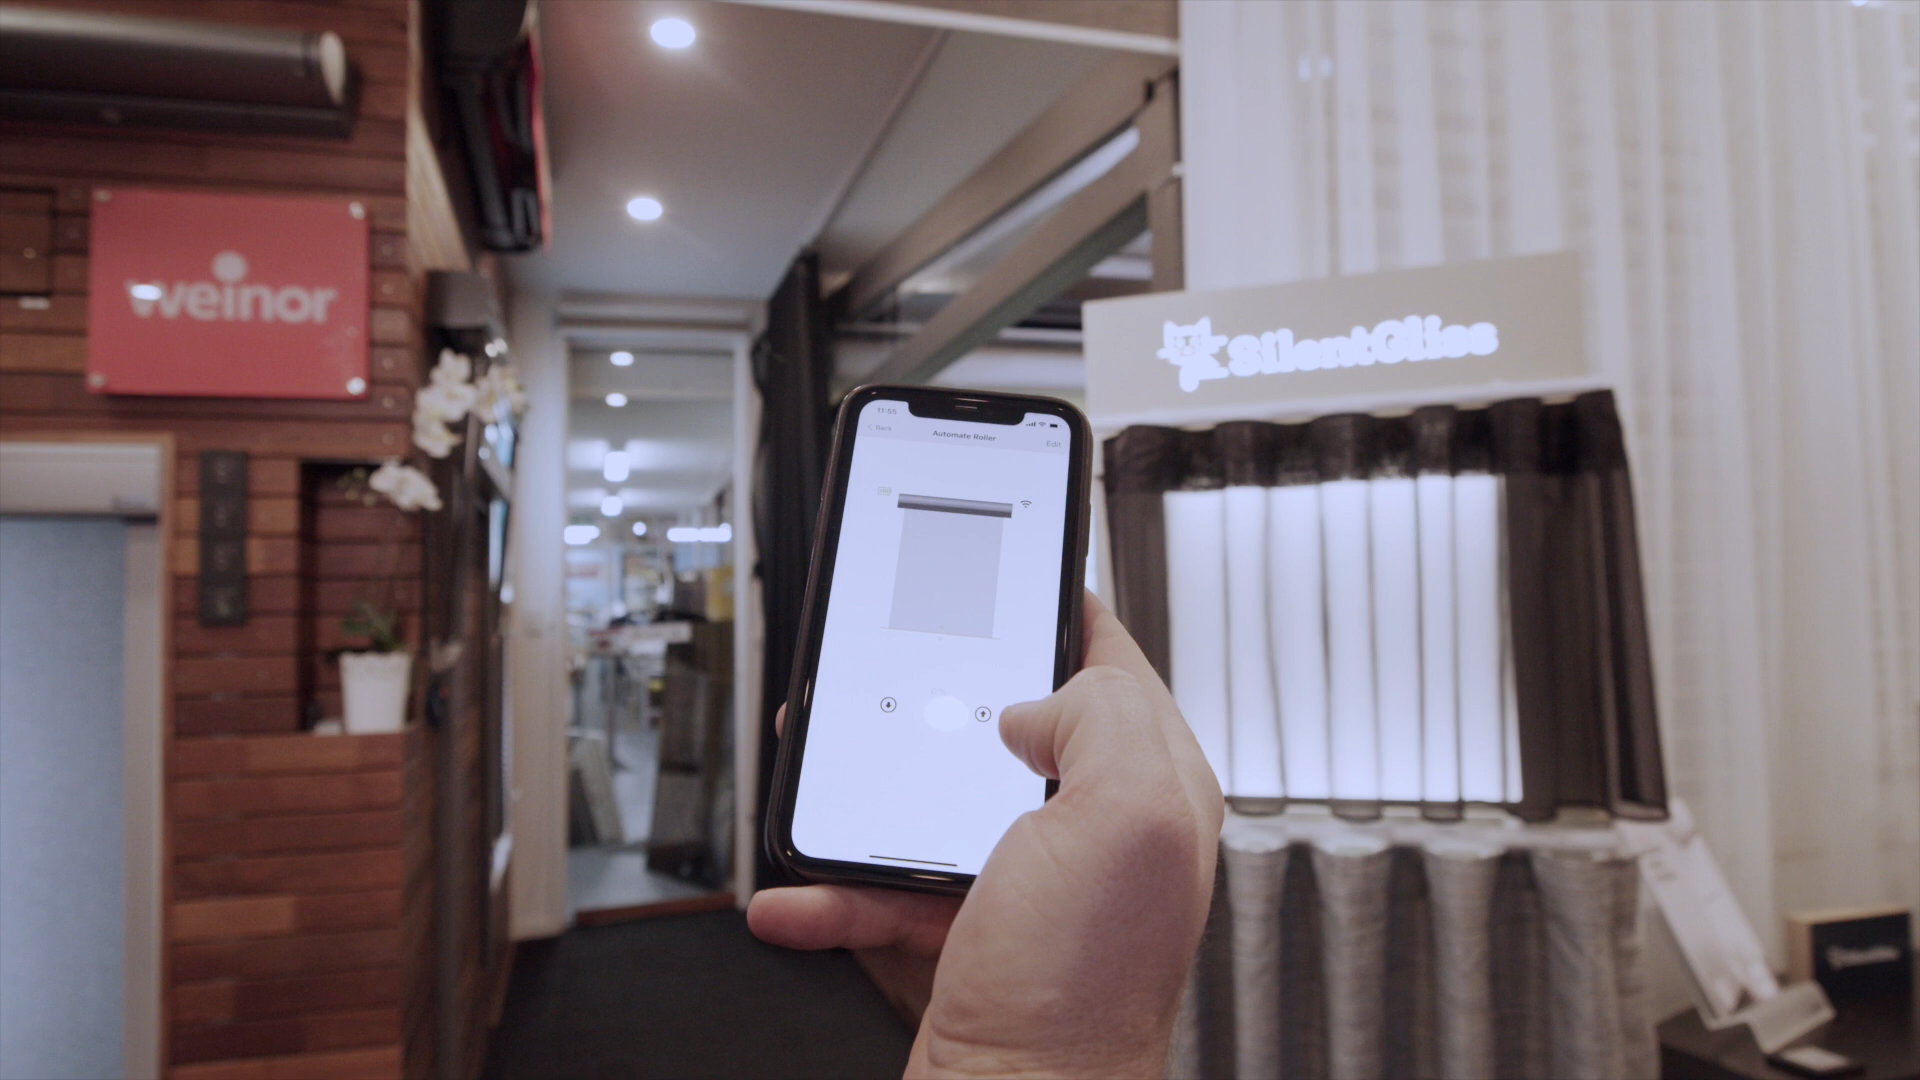 weinor
SilentGliss
11:55
Back
Automate Roller
Edit